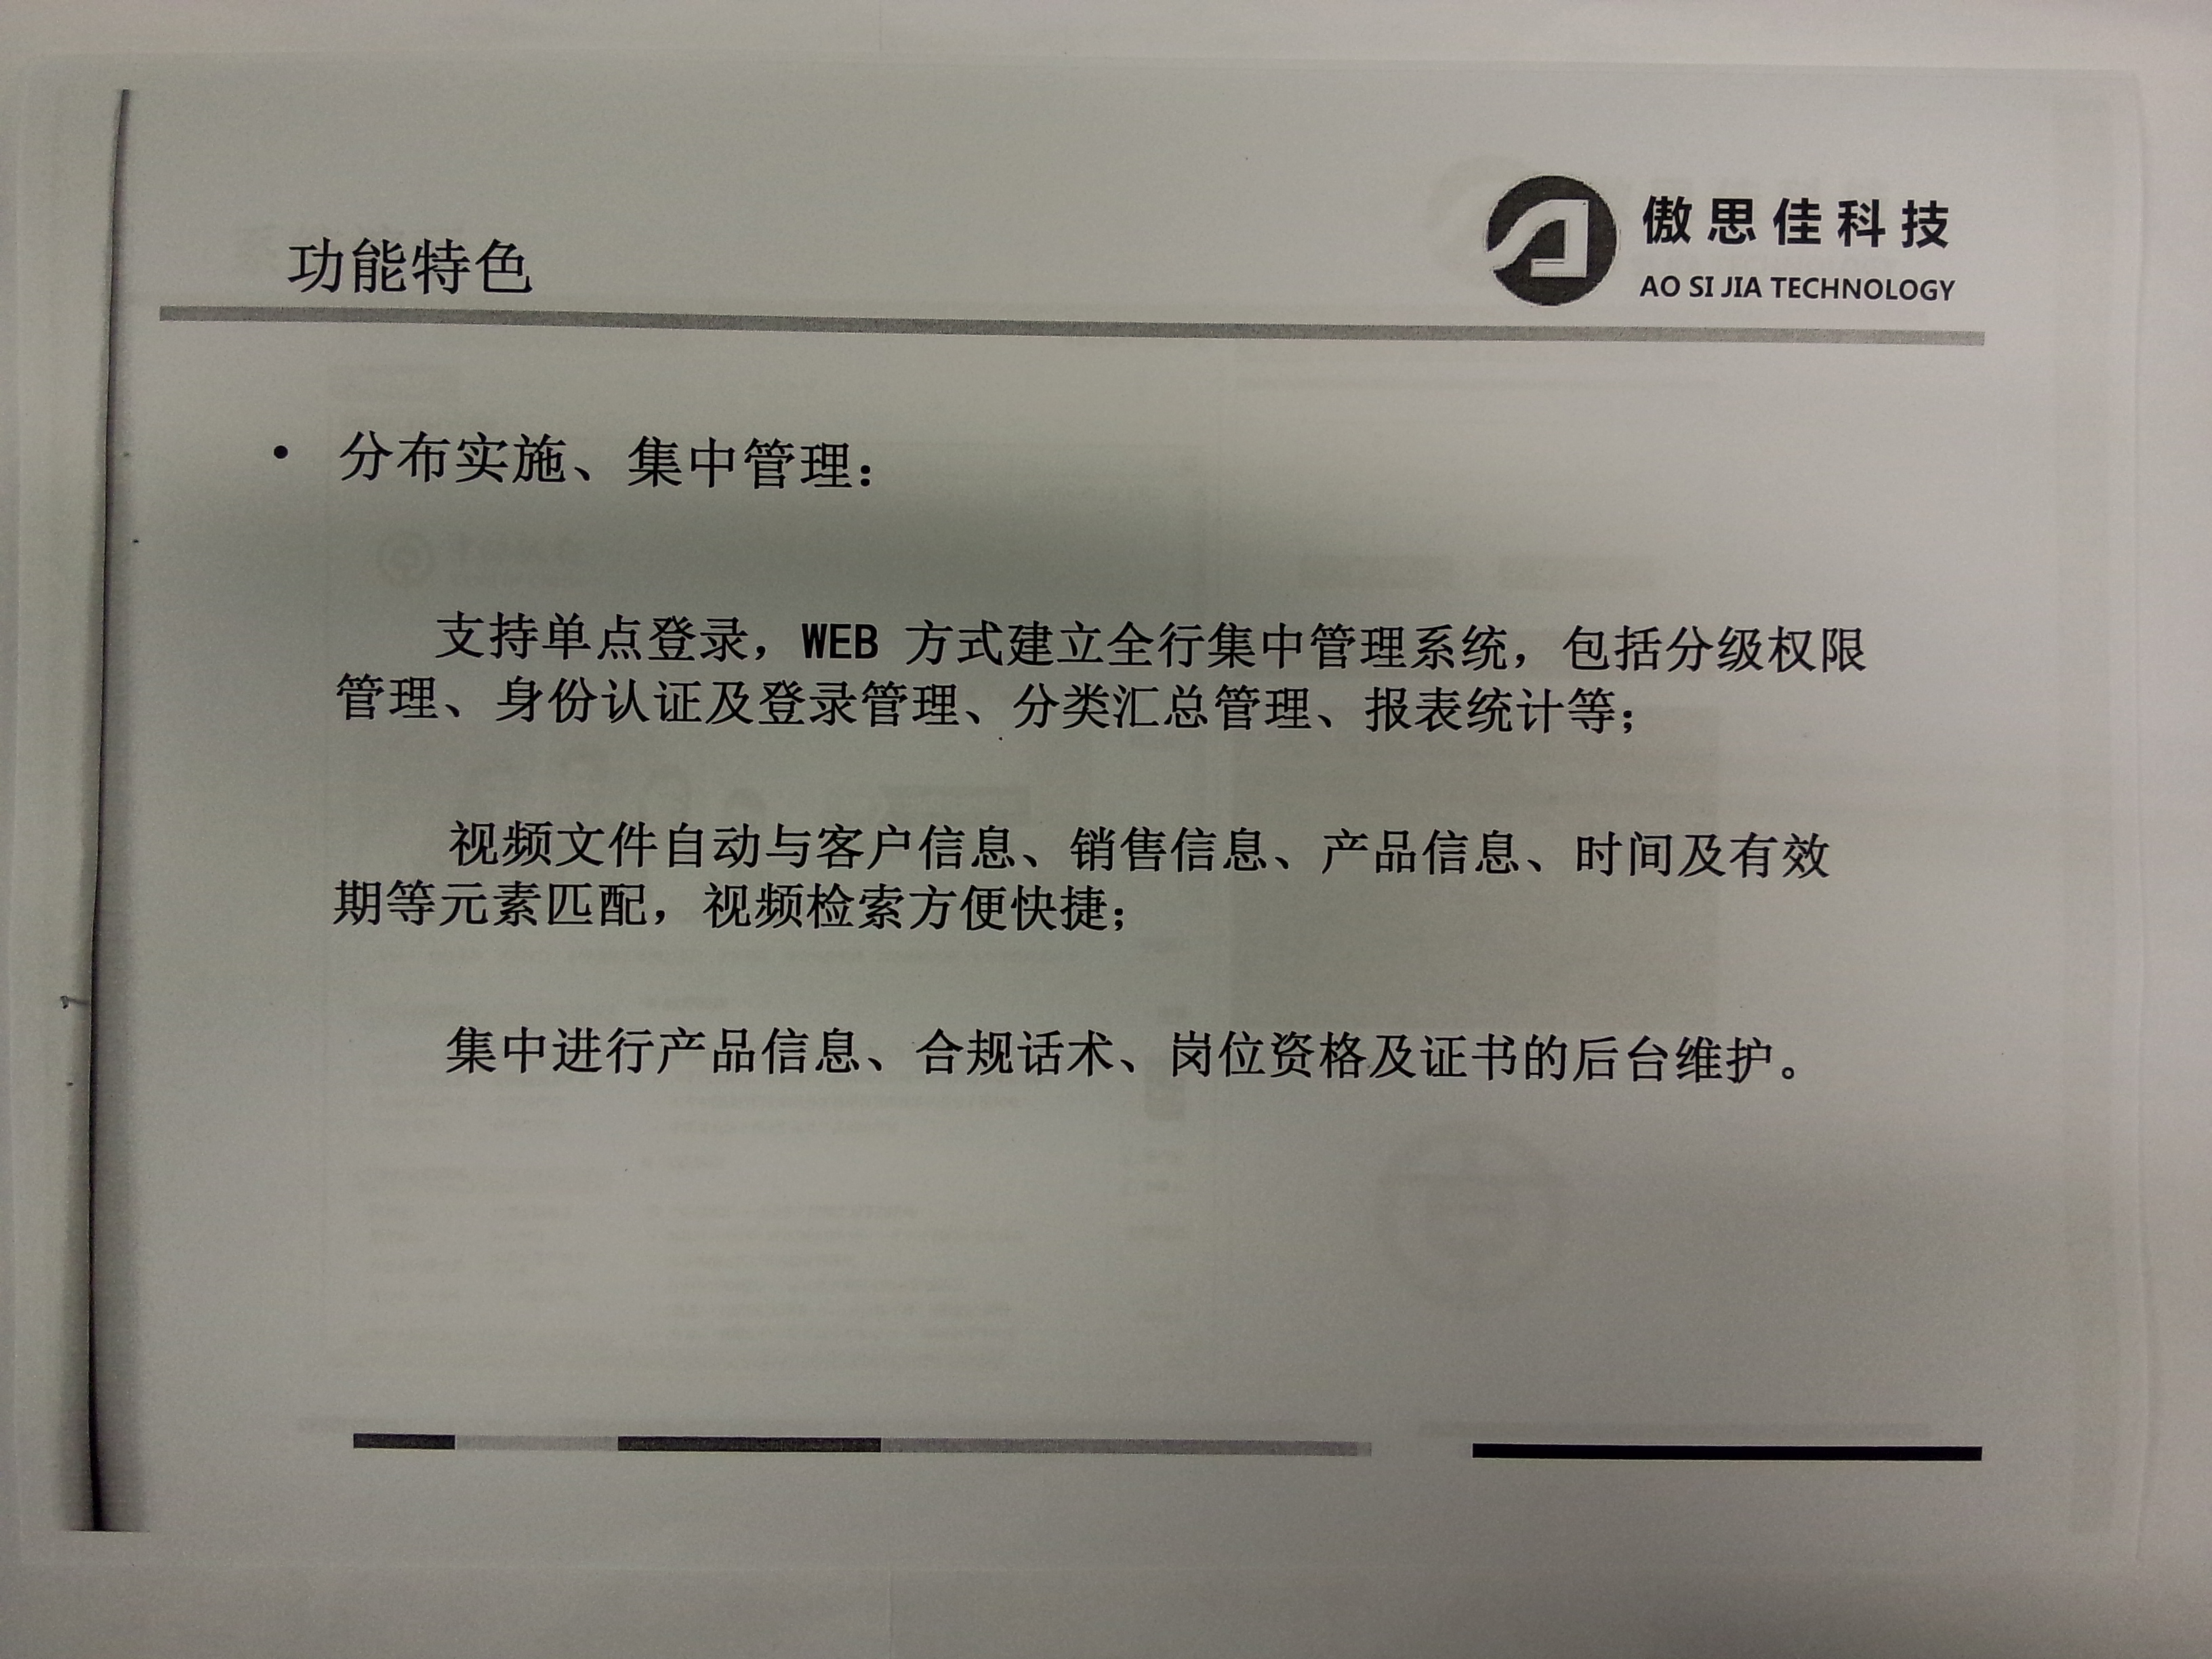 傲思佳科技
AO SI JIA TECHNOLOGY
功能特色
• 分布实施、集中管理：
支持单点登录，WEB 方式建立全行集中管理系统，包括分级权限
管理、身份认证及登录管理、分类汇总管理、报表统计等；
视频文件自动与客户信息、销售信息、产品信息、时间及有效
期等元素匹配，视频检索方便快捷；
集中进行产品信息、合规话术、岗位资格及证书的后台维护。